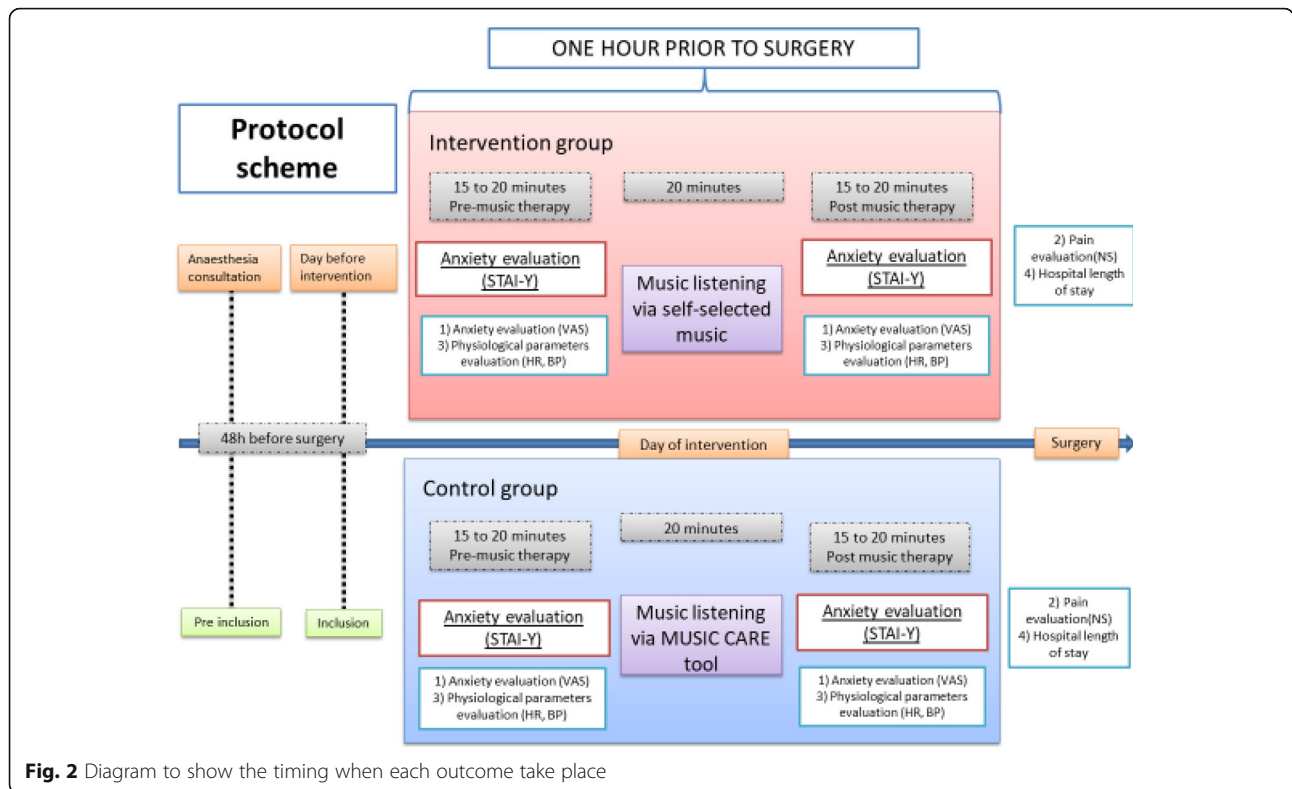 ONE HOUR PRIOR TO SURGERY
Protocol
scheme
Intervention group
15 to 20 minutes
Pre-music therapy
20 minutes
15 to 20 minutes
Post music therapy
Anaesthesia
consultation
Day before
intervention
Anxiety evaluation
(STAI-Y)
Music listening
via self-selected
music
Anxiety evaluation
(STAI-Y)
1) Anxiety evaluation (VAS)
3) Physiological parameters
evaluation (HR, BP)
1) Anxiety evaluation (VAS)
3) Physiological parameters
evaluation (HR, BP)
2) Pain
evaluation(NS)
4) Hospital length
of stay
48h before surgery
Day of intervention
Surgery
Control group
15 to 20 minutes
Pre-music therapy
20 minutes
15 to 20 minutes
Post music therapy
Pre inclusion
Inclusion
Anxiety evaluation
(STAI-Y)
Music listening
via MUSIC CARE
tool
Anxiety evaluation
(STAI-Y)
1) Anxiety evaluation (VAS)
3) Physiological parameters
evaluation (HR, BP)
1) Anxiety evaluation (VAS)
3) Physiological parameters
evaluation (HR, BP)
2) Pain
evaluation(NS)
4) Hospital length
of stay
Fig. 2 Diagram to show the timing when each outcome take place